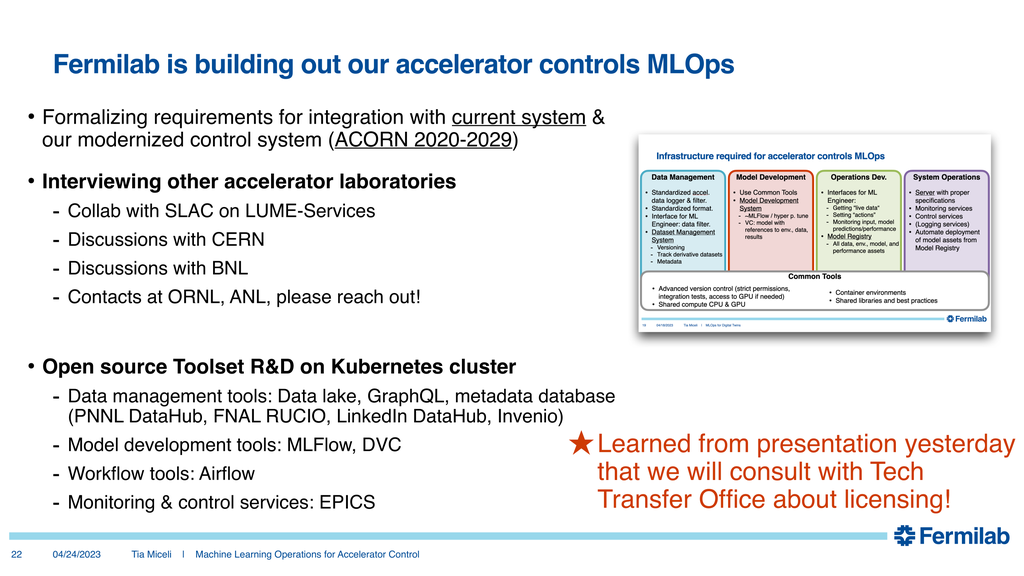 Fermilab is building out our accelerator controls MLOps
• Formalizing requirements for integration with current system &
our modernized control system (ACORN 2020-2029)
• Interviewing other accelerator laboratories
- Collab with SLAC on LUME-Services
- Discussions with CERN
- Discussions with BNL
- Contacts at ORNL, ANL, please reach out!
• Open source Toolset R&D on Kubernetes cluster
- Data management tools: Data lake, GraphQL, metadata database
(PNNL DataHub, FNAL RUCIO, LinkedIn DataHub, Invenio)
- Model development tools: MLFlow, DVC
- Workflow tools: Airflow
- Monitoring & control services: EPICS
Infrastructure required for accelerator controls MLOps
Data Management
• Standardized accel.
data logger & filter.
• Standardized format.
• Interface for ML
Engineer: data filter.
• Dataset Management
System
- Versioning
- Track derivative datasets
- Metadata
Model Development
• Use Common Tools
• Model Development
System
- ~MLFlow / hyper p. tune
- VC: model with
references to env., data,
results
Operations Dev.
• Interfaces for ML
Engineer:
- Getting "live data"
- Setting "actions"
- Monitoring input, model
predictions/performance
• Model Registry
- All data, env., model, and
performance assets
System Operations
• Server with proper
specifications
• Monitoring services
• Control services
• (Logging services)
• Automate deployment
of model assets from
Model Registry
Common Tools
• Advanced version control (strict permissions,
integration tests, access to GPU if needed)
• Shared compute CPU & GPU
• Container environments
• Shared libraries and best practices
Fermilab
Tia Miceli | MLOps for Digital Twins
★ Learned from presentation yesterday
that we will consult with Tech
Transfer Office about licensing!
22 04/24/2023 Tia Miceli | Machine Learning Operations for Accelerator Control
Fermilab